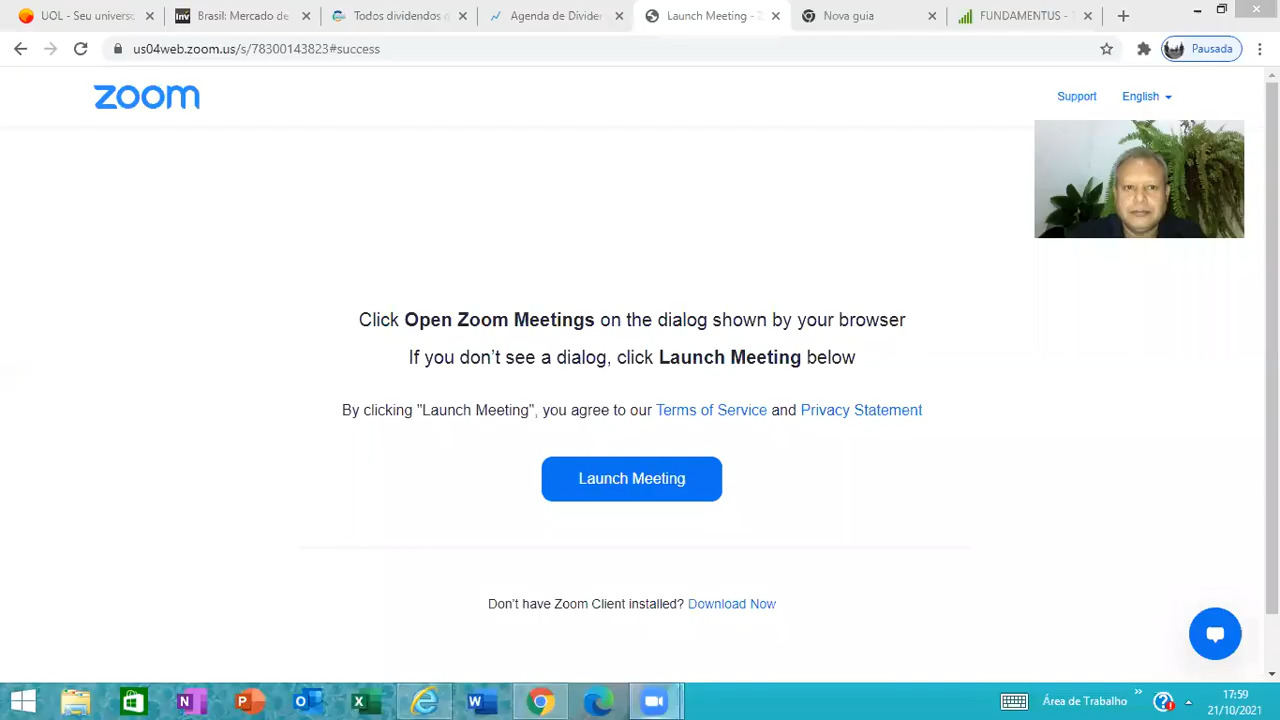 UOL - Seu univers
Inv
Brasil: Mercado de
Todos dividendos
Agenda de Divider
Launch Meeting - Z
Nova guia
FUNDAMENTUS - T
us04web.zoom.us/s/78300143823#success
Pausada
zoom
Support
English
Click Open Zoom Meetings on the dialog shown by your browser
If you don't see a dialog, click Launch Meeting below
By clicking "Launch Meeting", you agree to our Terms of Service and Privacy Statement
Launch Meeting
Don't have Zoom Client installed? Download Now
Área de Trabalho
17:59
21/10/2021